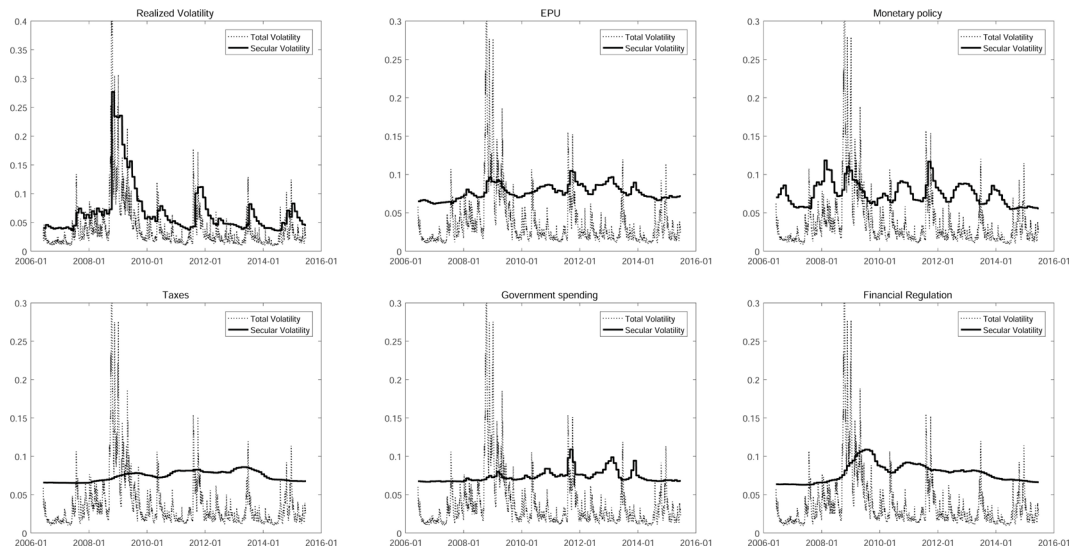 Realized Volatility
0.4
0.35
0.3
0.25
0.2
0.15
0.1
0.05
0
2006-01 2008-01 2010-01 2012-01 2014-01 2016-01
Total Volatility
Secular Volatility
EPU
0.3
0.25
0.2
0.15
0.1
0.05
0
2006-01 2008-01 2010-01 2012-01 2014-01 2016-01
Total Volatility
Secular Volatility
Monetary policy
0.3
0.25
0.2
0.15
0.1
0.05
0
2006-01 2008-01 2010-01 2012-01 2014-01 2016-01
Total Volatility
Secular Volatility
Taxes
0.3
0.25
0.2
0.15
0.1
0.05
0
2006-01 2008-01 2010-01 2012-01 2014-01 2016-01
Total Volatility
Secular Volatility
Government spending
0.3
0.25
0.2
0.15
0.1
0.05
0
2006-01 2008-01 2010-01 2012-01 2014-01 2016-01
Total Volatility
Secular Volatility
Financial Regulation
0.3
0.25
0.2
0.15
0.1
0.05
0
2006-01 2008-01 2010-01 2012-01 2014-01 2016-01
Total Volatility
Secular Volatility